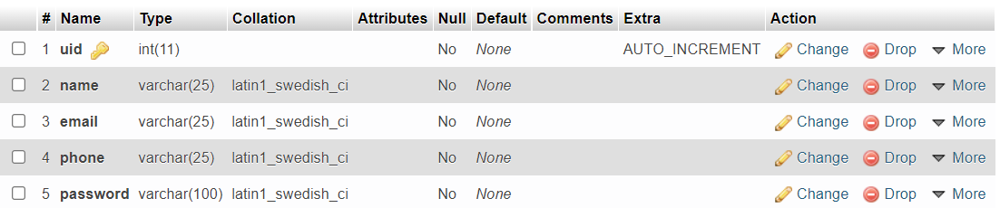 # Name Type Collation Attributes Null Default Comments Extra Action
1 uid int(11) No None AUTO_INCREMENT Change Drop More
2 name varchar(25) latin1_swedish_ci No None Change Drop More
3 email varchar(25) latin1_swedish_ci No None Change Drop More
4 phone varchar(25) latin1_swedish_ci No None Change Drop More
5 password varchar(100) latin1_swedish_ci No None Change Drop More